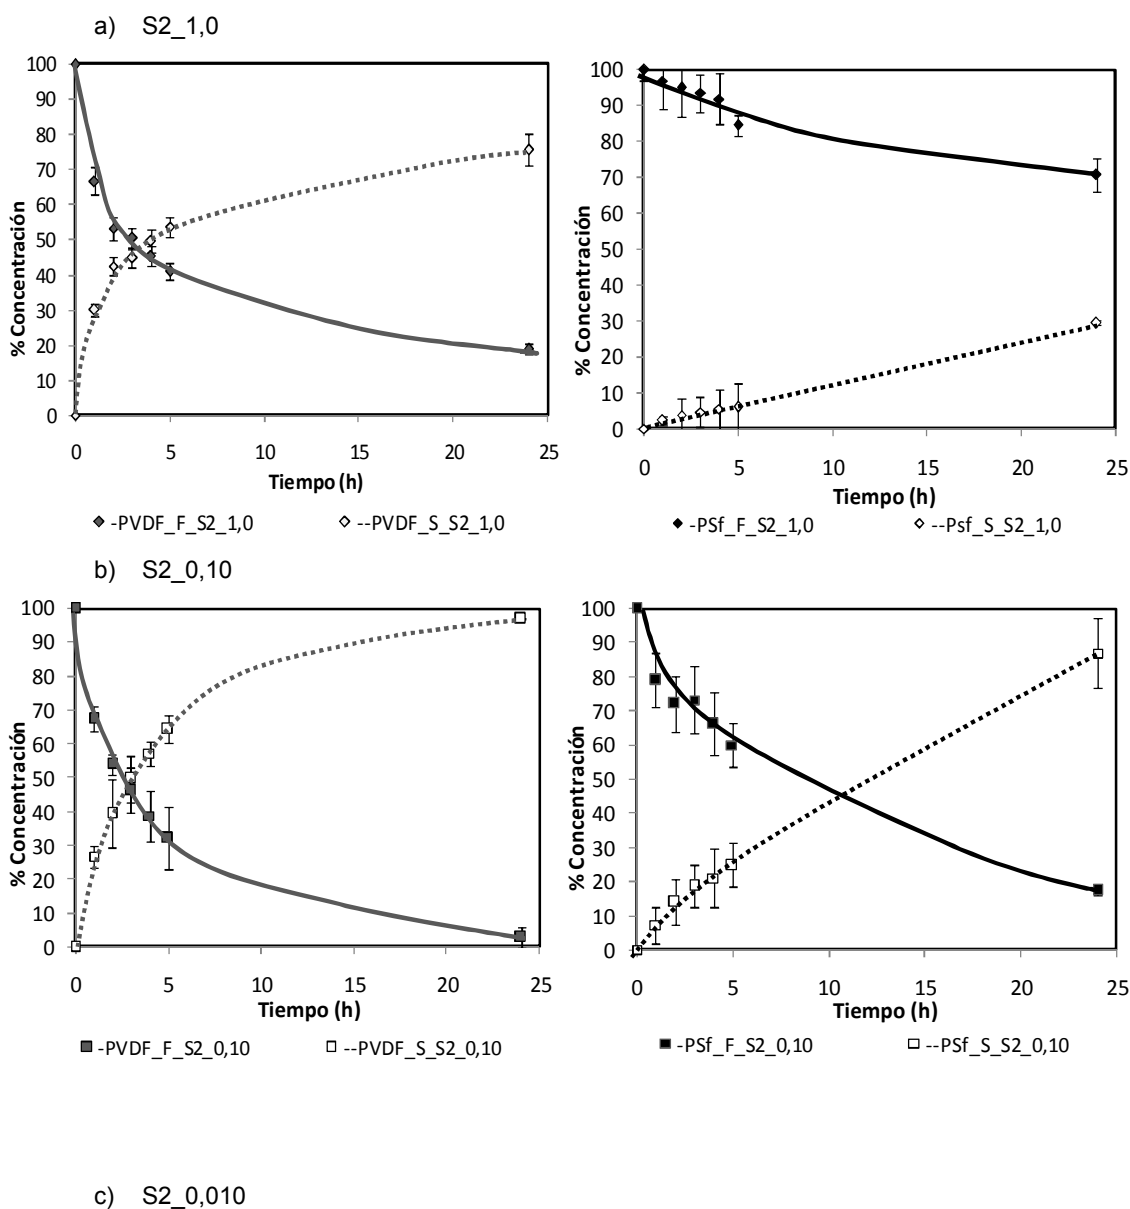 a) S2_1,0
100
90
80
70
60
50
40
30
20
10
0
% Concentración
0 5 10 15 20 25
Tiempo (h)
-PVDF_F_S2_1,0 --PVDF_S_S2_1,0
100
90
80
70
60
50
40
30
20
10
0
% Concentración
0 5 10 15 20 25
Tiempo (h)
-PSf_F_S2_1,0 --Psf_S_S2_1,0
b) S2_0,10
100
90
80
70
60
50
40
30
20
10
0
% Concentración
0 5 10 15 20 25
Tiempo (h)
-PVDF_F_S2_0,10 --PVDF_S_S2_0,10
100
90
80
70
60
50
40
30
20
10
0
% Concentración
0 5 10 15 20 25
Tiempo (h)
-PSf_F_S2_0,10 --PSf_S_S2_0,10
c) S2_0,010